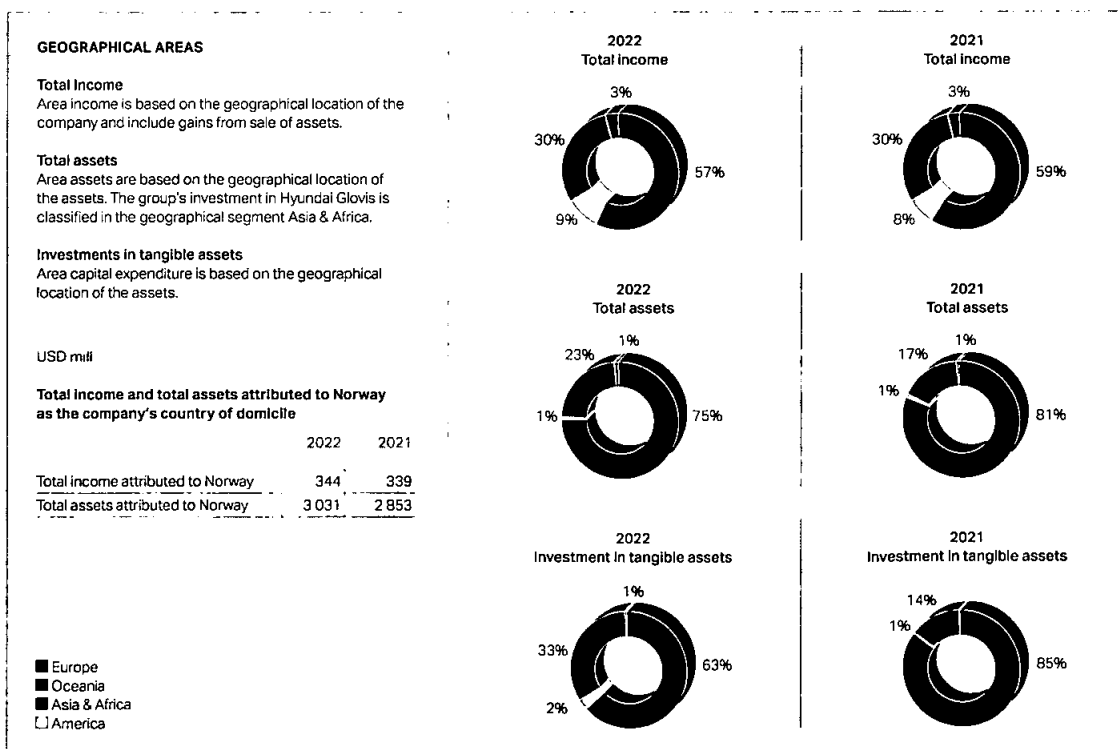 GEOGRAPHICAL AREAS
Total Income
Area income is based on the geographical location of the
company and include gains from sale of assets.
Total assets
Area assets are based on the geographical location of
the assets. The group's investment in Hyundai Glovis is
classified in the geographical segment Asia & Africa.
Investments in tangible assets
Area capital expenditure is based on the geographical
location of the assets.
USD mill
Total income and total assets attributed to Norway
as the company's country of domicile
2022 2021
Total income attributed to Norway 344 339
Total assets attributed to Norway 3 031 2 853
Europe
Oceania
Asia & Africa
America
2022
Total income
3%
30%
57%
9%
2021
Total income
3%
30%
59%
8%
2022
Total assets
1%
23%
1%
75%
2021
Total assets
1%
17%
1%
81%
2022
Investment in tangible assets
1%
33%
63%
2%
2021
Investment in tangible assets
14%
1%
85%